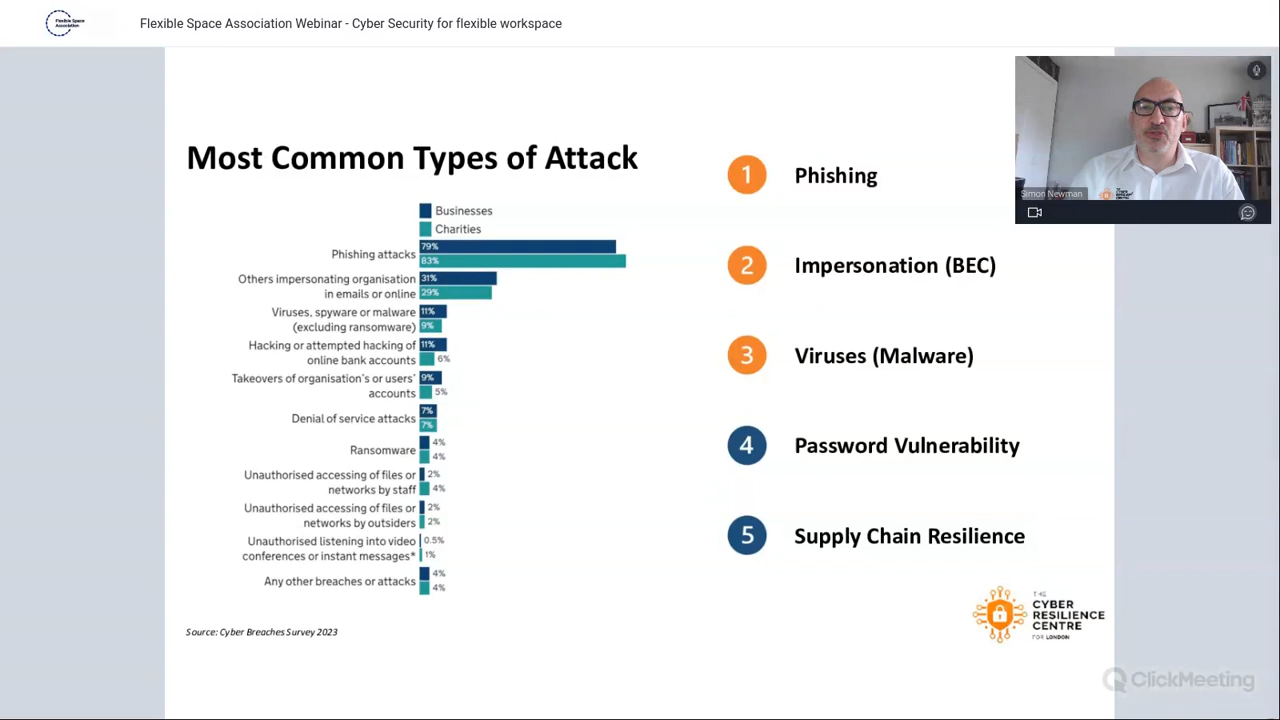 Flexible Space
Association
Flexible Space Association Webinar - Cyber Security for flexible workspace
Most Common Types of Attack
Businesses
Charities
Phishing attacks
79%
83%
Others impersonating organisation
in emails or online
31%
29%
Viruses, spyware or malware
(excluding ransomware)
11%
9%
Hacking or attempted hacking of
online bank accounts
11%
6%
Takeovers of organisation's or users'
accounts
9%
5%
Denial of service attacks
7%
7%
Ransomware
4%
4%
Unauthorised accessing of files or
networks by staff
2%
4%
Unauthorised accessing of files or
networks by outsiders
2%
2%
Unauthorised listening into video
conferences or instant messages*
0.5%
1%
Any other breaches or attacks
4%
4%
Source: Cyber Breaches Survey 2023
1 Phishing
2 Impersonation (BEC)
3 Viruses (Malware)
4 Password Vulnerability
5 Supply Chain Resilience
Simon Newman
THE
CYBER
RESILIENCE
CENTRE
FOR LONDON
ClickMeeting